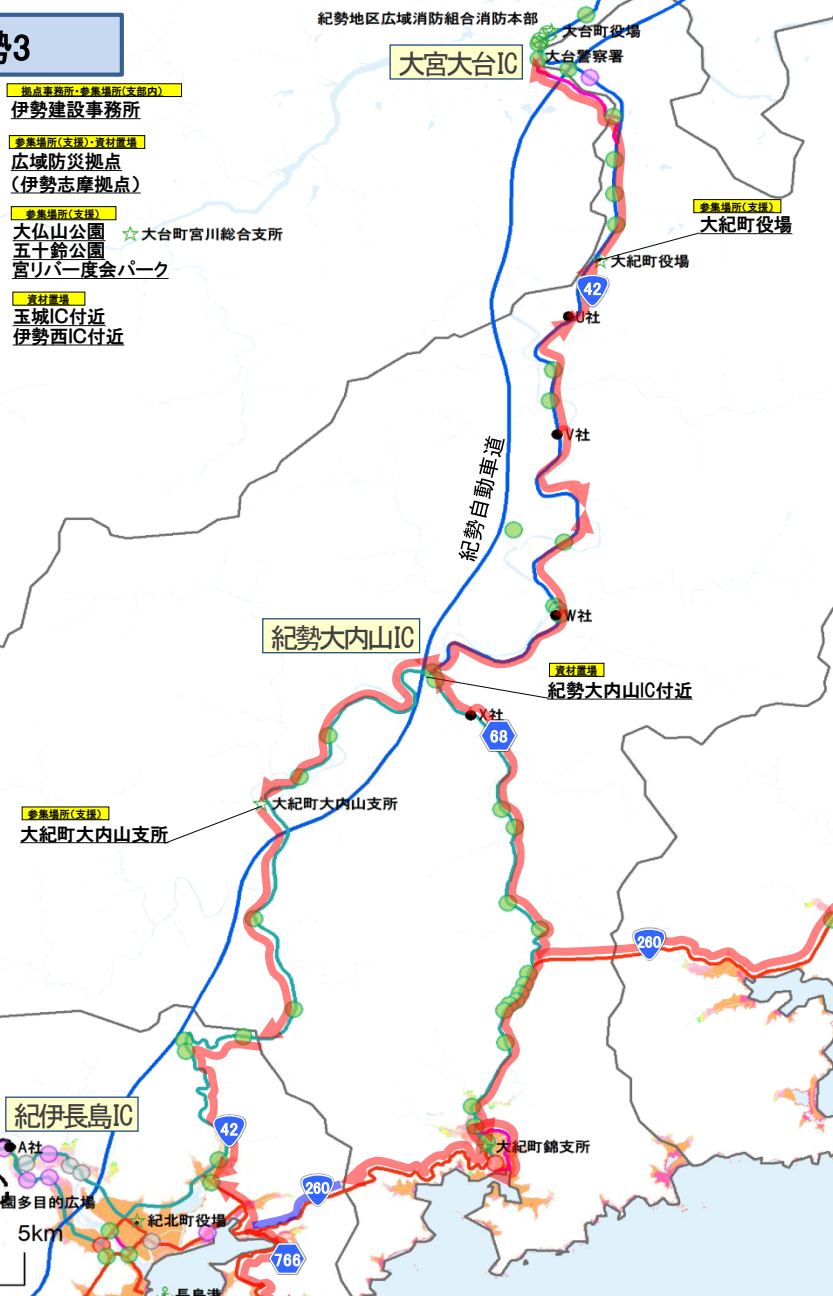 勢3
拠点事務所・参集場所(支部内)
伊勢建設事務所
参集場所(支援)・資材置場
広域防災拠点
(伊勢志摩拠点)
参集場所(支援)
大仏山公園
五十鈴公園
宮リバー度会パーク
資材置場
玉城IC付近
伊勢西IC付近
紀勢地区広域消防組合消防本部
大台町役場
大台警察署
大宮大台IC
大台町宮川総合支所
参集場所(支援)
大紀町役場
大紀町役場
42
U社
V社
紀勢自動車道
W社
紀勢大内山IC
資材置場
紀勢大内山IC付近
X社
68
大紀町大内山支所
参集場所(支援)
大紀町大内山支所
260
紀伊長島IC
42
A社
大紀町錦支所
260
園多目的広場
紀北町役場
5km
766
長島港